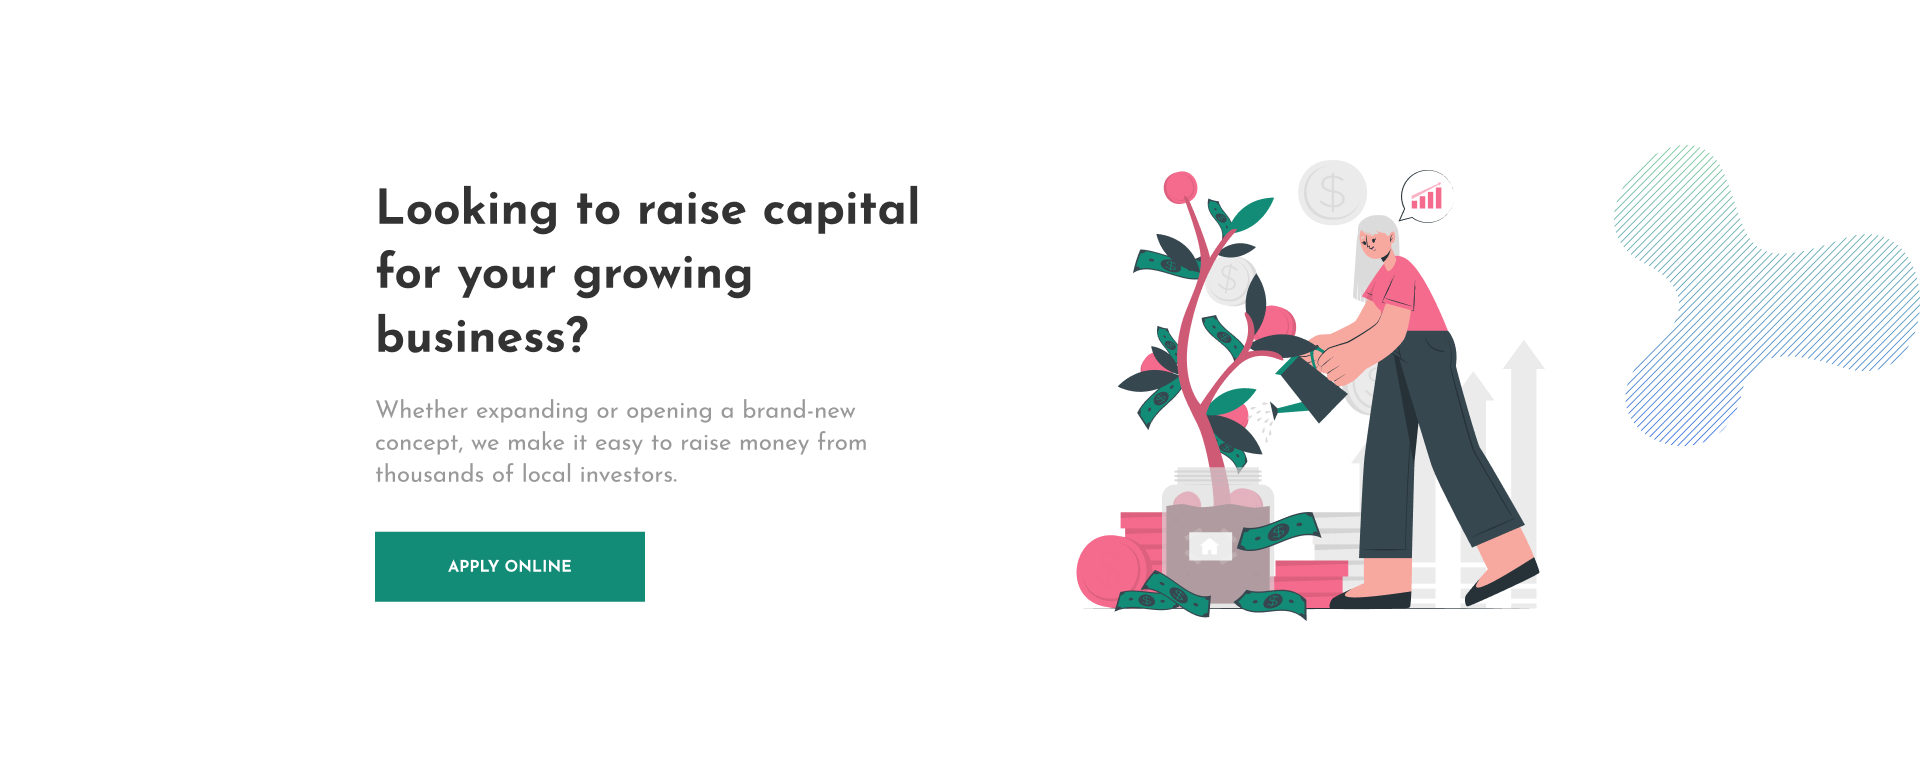 Looking to raise capital
for your growing
business?
Whether expanding or opening a brand-new
concept, we make it easy to raise money from
thousands of local investors.
APPLY ONLINE